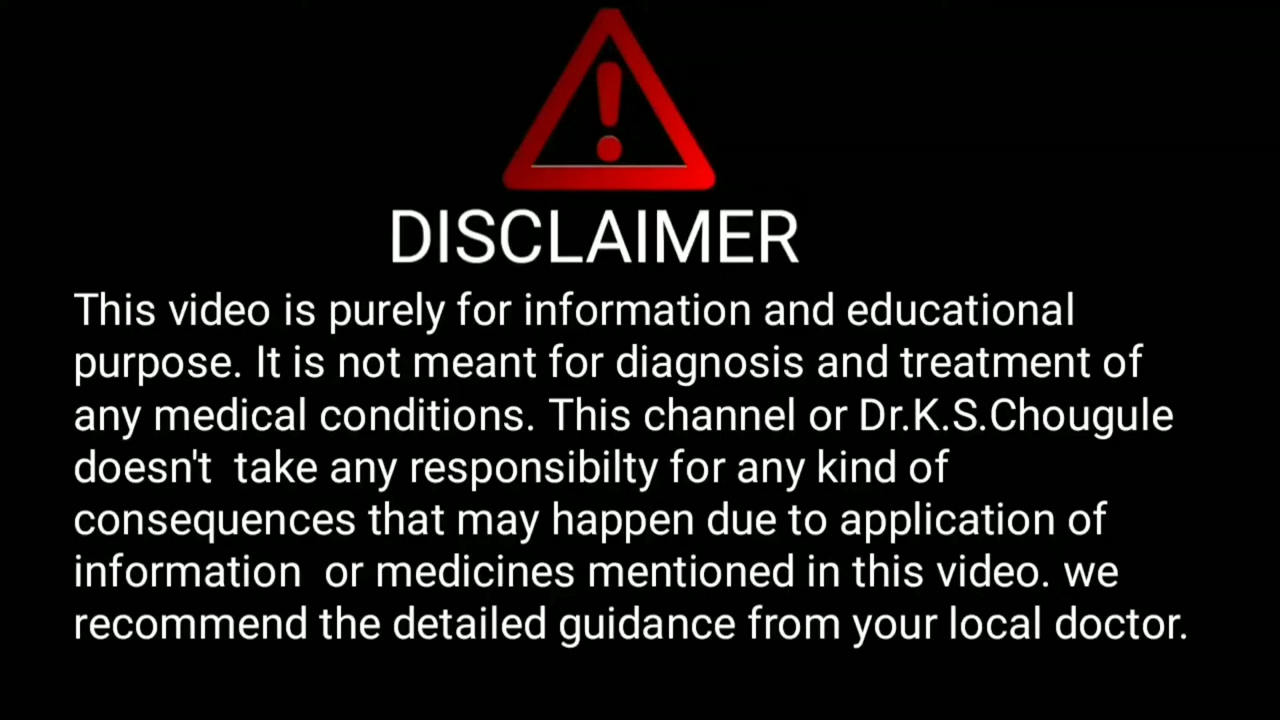 DISCLAIMER
This video is purely for information and educational
purpose. It is not meant for diagnosis and treatment of
any medical conditions. This channel or Dr.K.S.Chougule
doesn't  take any responsibilty for any kind of
consequences that may happen due to application of
information  or medicines mentioned in this video. we
recommend the detailed guidance from your local doctor.